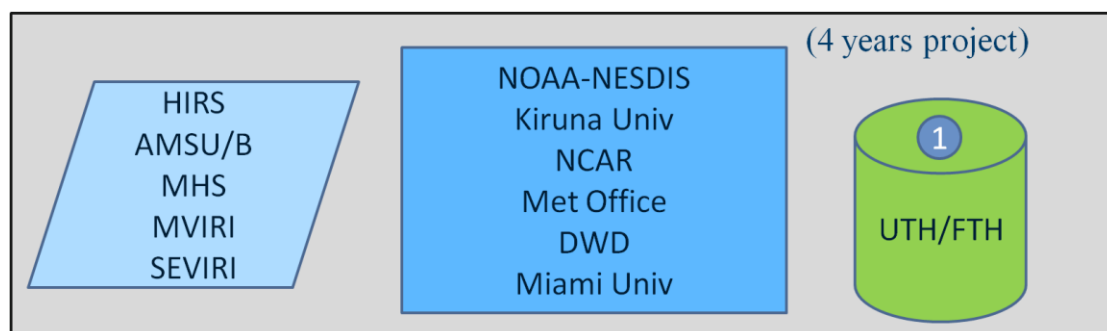 HIRS
AMSU/B
MHS
MVIRI
SEVIRI
NOAA-NESDIS
Kiruna Univ
NCAR
Met Office
DWD
Miami Univ
(4 years project)
1
UTH/FTH